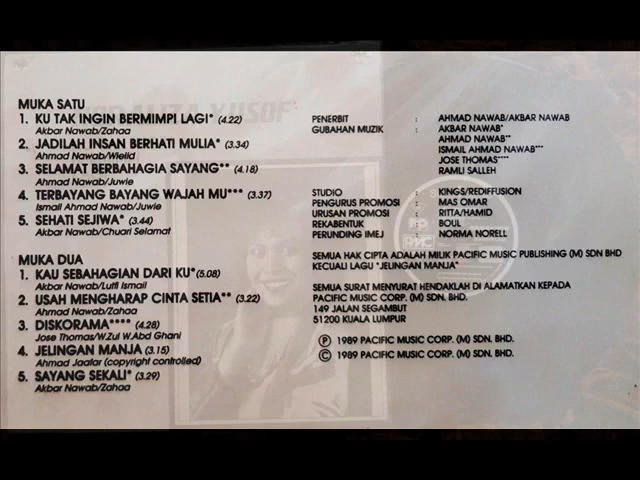 MUKA SATU
1. KU TAK INGIN BERMIMPI LAGI* (4.22)
Akbar Nawab/Zahaa
2. JADILAH INSAN BERHATI MULIA* (3.34)
Ahmad Nawab/Wielid
3. SELAMAT BERBAHAGIA SAYANG** (4.18)
Ahmad Nawab/Juwie
4. TERBAYANG BAYANG WAJAH MU*** (3.37)
Ismail Ahmad Nawab/Juwie
5. SEHATI SEJIWA* (3.44)
Akbar Nawab/Chuari Selamat
MUKA DUA
1. KAU SEBAHAGIAN DARI KU* (5.08)
Akbar Nawab/Lutfi Ismail
2. USAH MENGHARAP CINTA SETIA** (3.22)
Ahmad Nawab/Zahaa
3. DISKORAMA**** (4.28)
Jose Thomas/W.Zul W.Abd Ghani
4. JELINGAN MANJA (3.15)
Ahmad Jaafar (copyright controlled)
5. SAYANG SEKALI* (3.29)
Akbar Nawab/Zahaa
PENERBIT : AHMAD NAWAB/AKBAR NAWAB
GUBAHAN MUZIK : AKBAR NAWAB*
AHMAD NAWAB**
ISMAIL AHMAD NAWAB***
JOSE THOMAS****
RAMLI SALLEH
STUDIO : KINGS/REDIFFUSION
PENGURUS PROMOSI : MAS OMAR
URUSAN PROMOSI : RITTA/HAMID
REKABENTUK : BOUL
PERUNDING IMEJ : NORMA NORELL
SEMUA HAK CIPTA ADALAH MILIK PACIFIC MUSIC PUBLISHING (M) SDN BHD
KECUALI LAGU "JELINGAN MANJA"
SEMUA SURAT MENYURAT HENDAKLAH DI ALAMATKAN KEPADA
PACIFIC MUSIC CORP. (M) SDN. BHD.
149 JALAN SEGAMBUT
51200 KUALA LUMPUR
Ⓟ 1989 PACIFIC MUSIC CORP. (M) SDN. BHD.
© 1989 PACIFIC MUSIC CORP. (M) SDN. BHD.
YUSOF
PMC